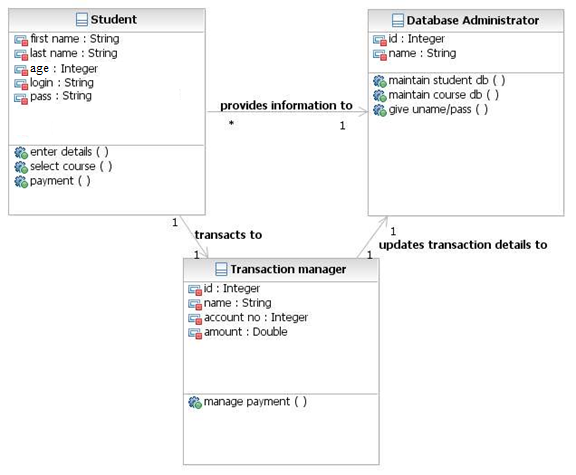 Student
first name : String
last name : String
age : Integer
login : String
pass : String
enter details ( )
select course ( )
payment ( )
Database Administrator
id : Integer
name : String
maintain student db ( )
maintain course db ( )
give uname/pass ( )
provides information to
*
1
1
transacts to
1
1
updates transaction details to
1
Transaction manager
id : Integer
name : String
account no : Integer
amount : Double
manage payment ( )